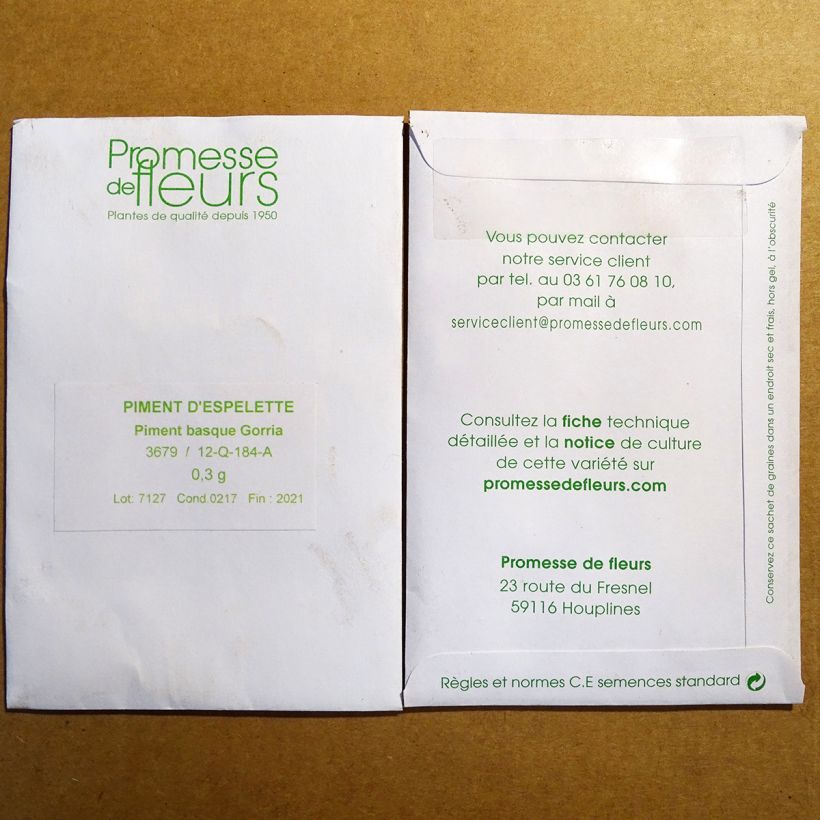 Promesse
de fleurs
Plantes de qualité depuis 1950
PIMENT D'ESPELETTE
Piment basque Gorria
3679 / 12-Q-184-A
0,3 g
Lot: 7127 Cond.0217 Fin : 2021
Vous pouvez contacter
notre service client
par tel. au 03 61 76 08 10,
par mail à
serviceclient@promessedefleurs.com
Consultez la fiche technique
détaillée et la notice de culture
de cette variété sur
promessedefleurs.com
Promesse de fleurs
23 route du Fresnel
59116 Houplines
Règles et normes C.E semences standard
Conservez ce sachet de graines dans un endroit sec et frais, hors gel, à l'obscurité